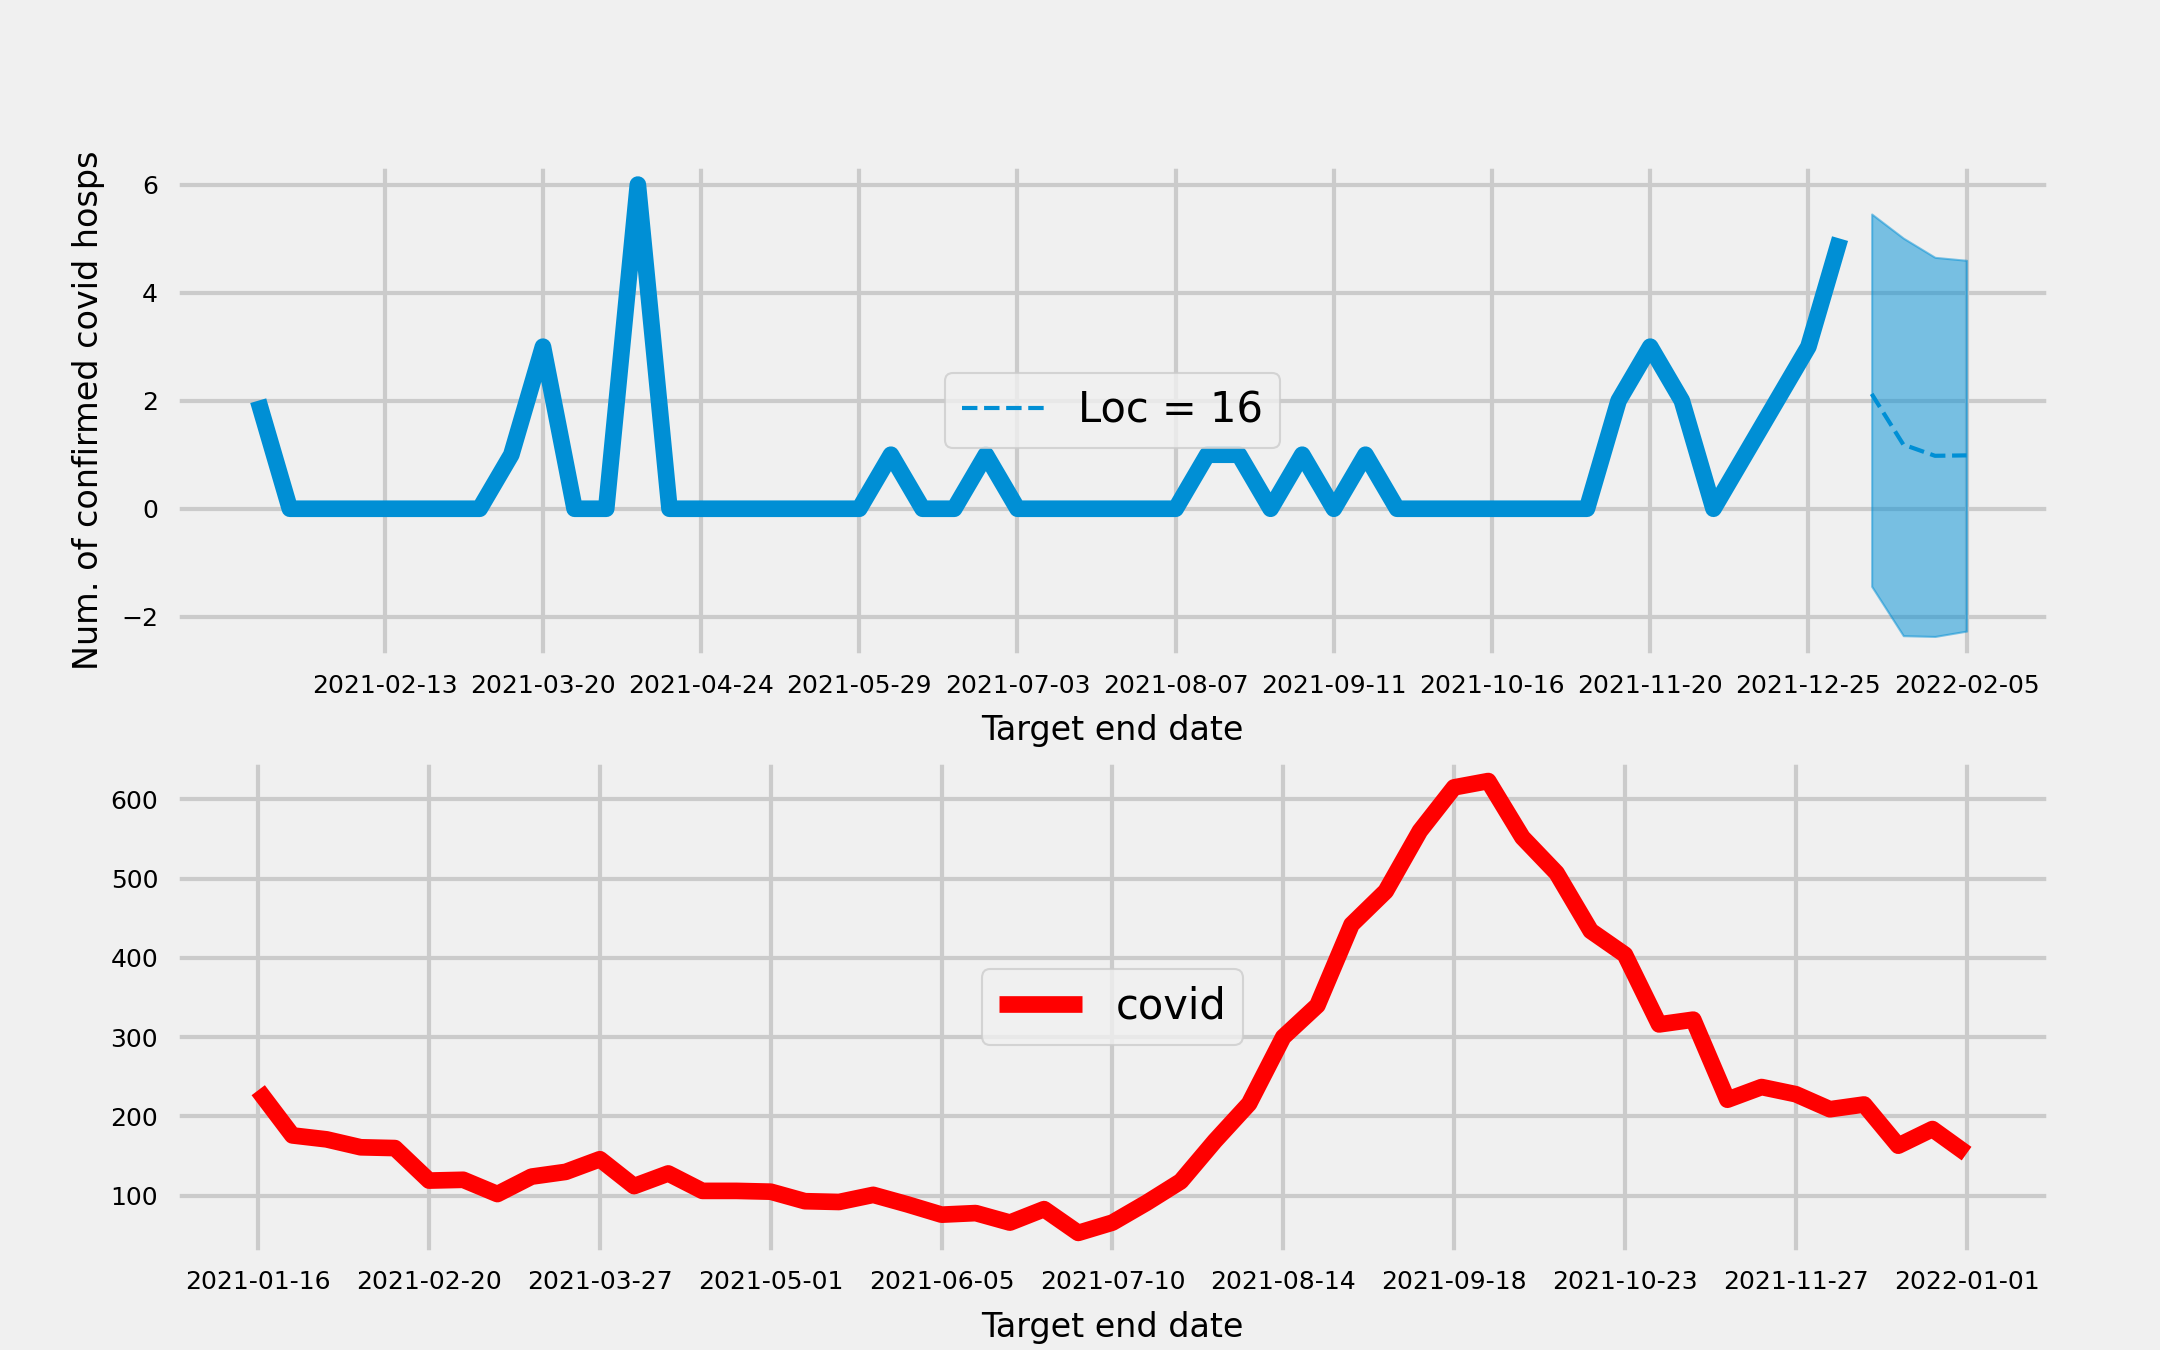 Num. of confirmed covid hosps
6
4
2
0
−2
Loc = 16
2021-02-13 2021-03-20 2021-04-24 2021-05-29 2021-07-03 2021-08-07 2021-09-11 2021-10-16 2021-11-20 2021-12-25 2022-02-05
Target end date
600
500
400
300
200
100
covid
2021-01-16 2021-02-20 2021-03-27 2021-05-01 2021-06-05 2021-07-10 2021-08-14 2021-09-18 2021-10-23 2021-11-27 2022-01-01
Target end date